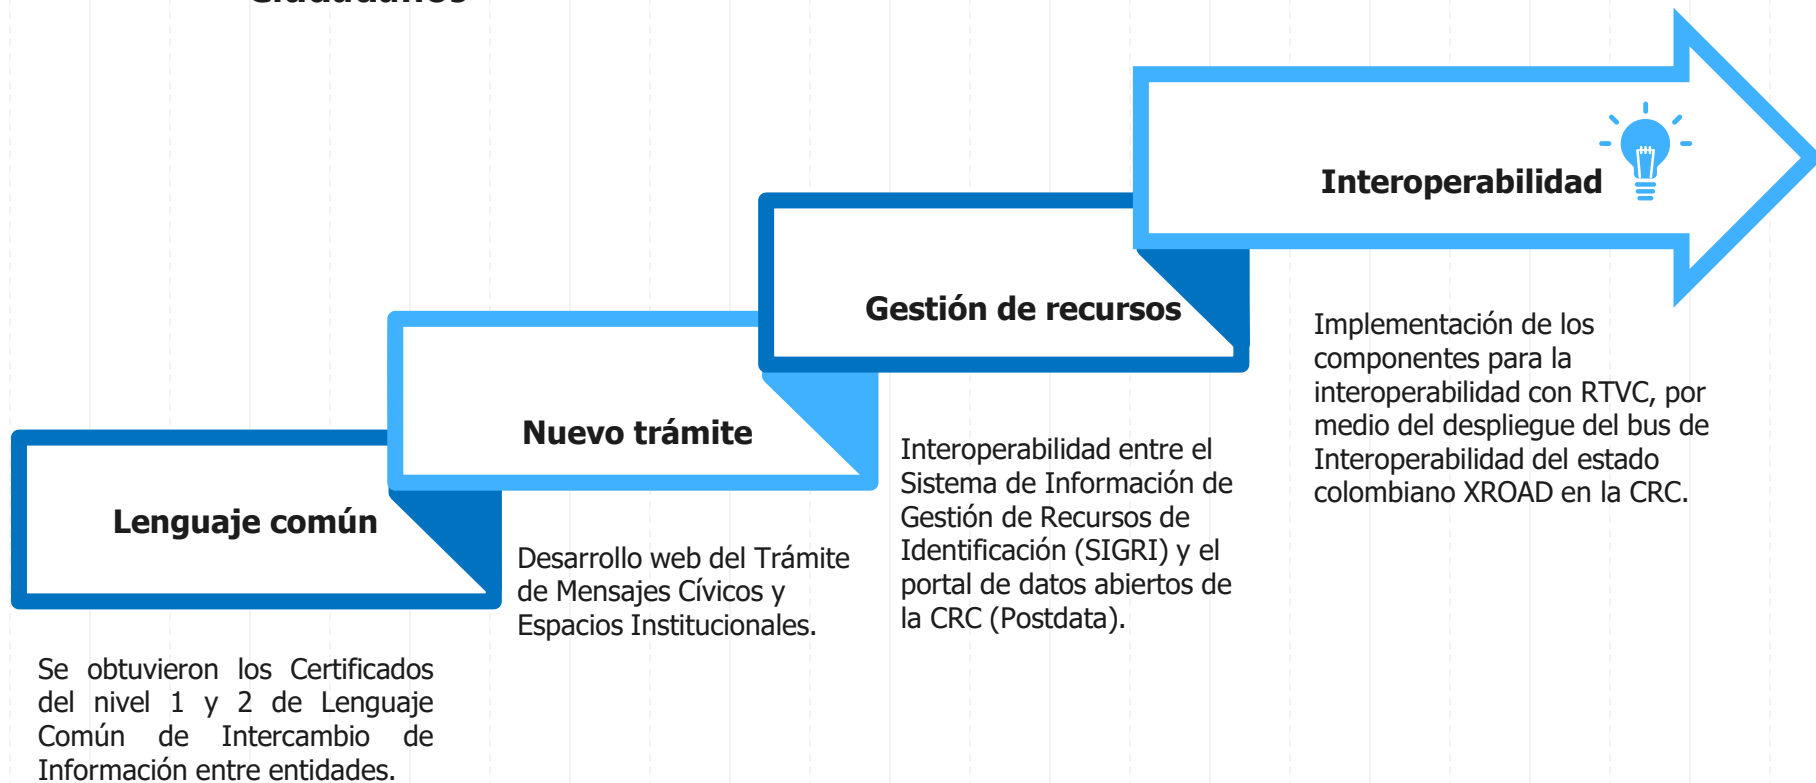 Lenguaje común
Se obtuvieron los Certificados
del nivel 1 y 2 de Lenguaje
Común de Intercambio de
Información entre entidades.
Nuevo trámite
Desarrollo web del Trámite
de Mensajes Cívicos y
Espacios Institucionales.
Gestión de recursos
Interoperabilidad entre el
Sistema de Información de
Gestión de Recursos de
Identificación (SIGRI) y el
portal de datos abiertos de
la CRC (Postdata).
Interoperabilidad
Implementación de los
componentes para la
interoperabilidad con RTVC, por
medio del despliegue del bus de
Interoperabilidad del estado
colombiano XROAD en la CRC.